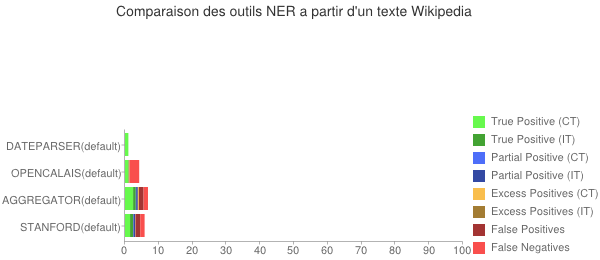 Comparaison des outils NER a partir d'un texte Wikipedia
DATEPARSER(default)
OPENCALAIS(default)
AGGREGATOR(default)
STANFORD(default)
0 10 20 30 40 50 60 70 80 90 100
True Positive (CT)
True Positive (IT)
Partial Positive (CT)
Partial Positive (IT)
Excess Positives (CT)
Excess Positives (IT)
False Positives
False Negatives